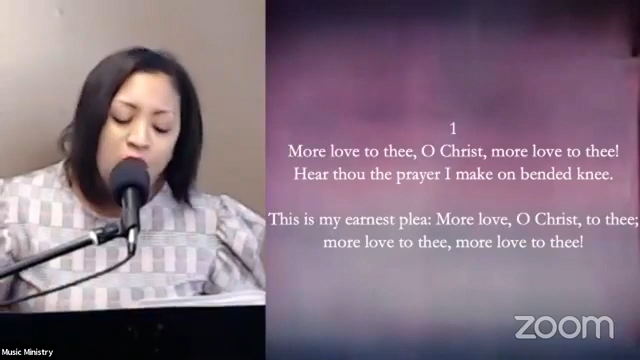 1
More love to thee, O Christ, more love to thee!
Hear thou the prayer I make on bended knee.
This is my earnest plea: More love, O Christ, to thee;
more love to thee, more love to thee!
zoom
Music Ministry